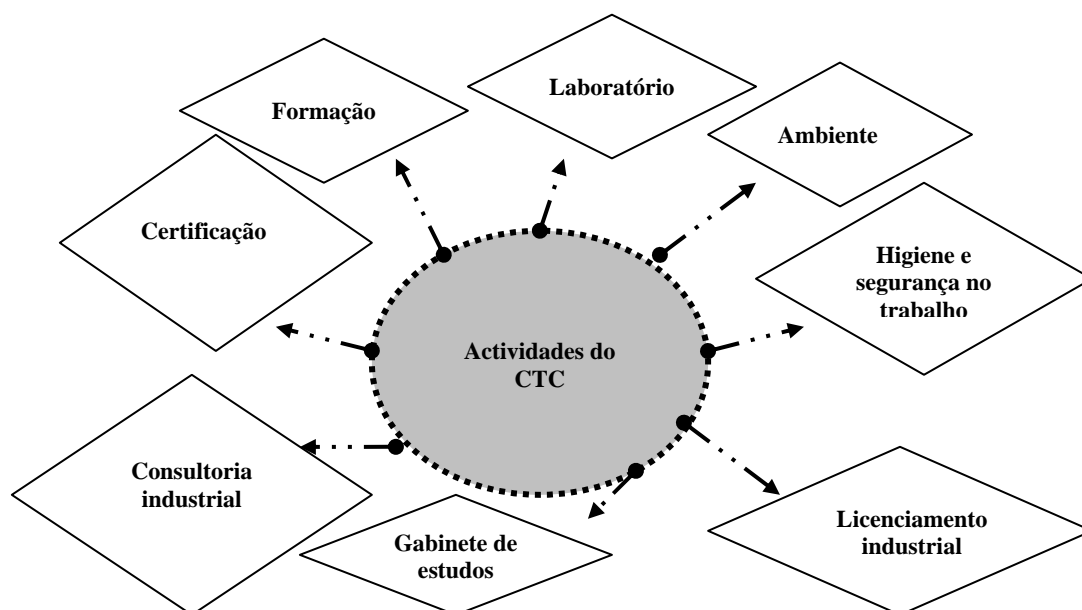 Laboratório
Formação
Ambiente
Certificação
Higiene e
segurança no
trabalho
Actividades do
CTC
Consultoria
industrial
Licenciamento
industrial
Gabinete de
estudos